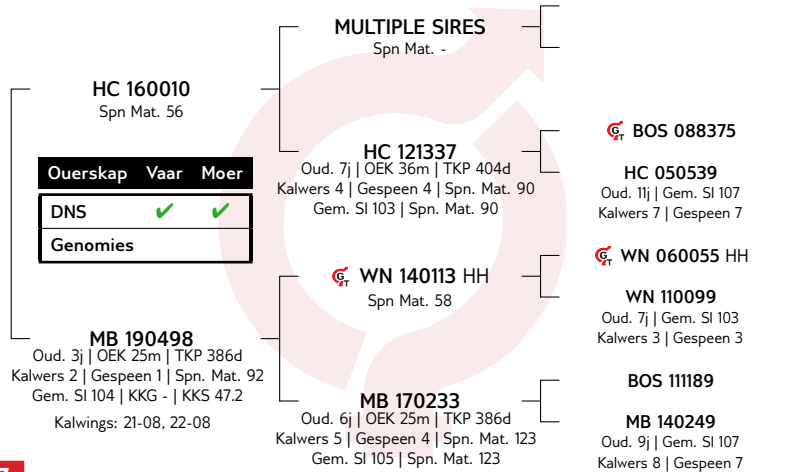 MULTIPLE SIRES
Spn Mat. -
HC 160010
Spn Mat. 56
HC 121337
Oud. 7j | OEK 36m | TKP 404d
Kalwers 4 | Gespeen 4 | Spn. Mat. 90
Gem. SI 103 | Spn. Mat. 90
GT BOS 088375
HC 050539
Oud. 11j | Gem. SI 107
Kalwers 7 | Gespeen 7
Ouerskap Vaar Moer
DNS ✔ ✔
Genomies
GT WN 140113 HH
Spn Mat. 58
GT WN 060055 HH
WN 110099
Oud. 7j | Gem. SI 103
Kalwers 3 | Gespeen 3
MB 190498
Oud. 3j | OEK 25m | TKP 386d
Kalwers 2 | Gespeen 1 | Spn. Mat. 92
Gem. SI 104 | KKG - | KKS 47.2
Kalwings: 21-08, 22-08
MB 170233
Oud. 6j | OEK 25m | TKP 386d
Kalwers 5 | Gespeen 4 | Spn. Mat. 123
Gem. SI 105 | Spn. Mat. 123
BOS 111189
MB 140249
Oud. 9j | Gem. SI 107
Kalwers 8 | Gespeen 7